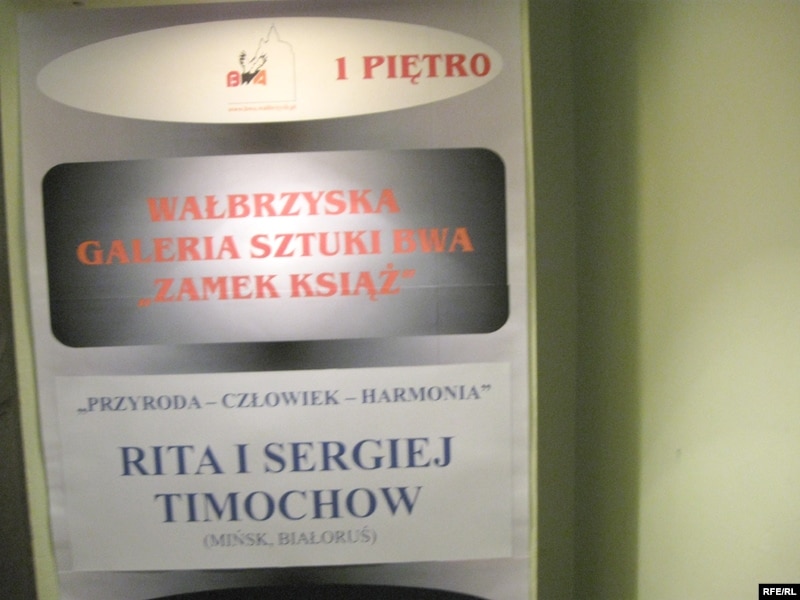 BWA
1 PIĘTRO
WAŁBRZYSKA
GALERIA SZTUKI BWA
„ZAMEK KSIĄŻ”
„PRZYRODA – CZŁOWIEK – HARMONIA”
RITA I SERGIEJ
TIMOCHOW
(MIŃSK, BIAŁORUŚ)
RFE/RL